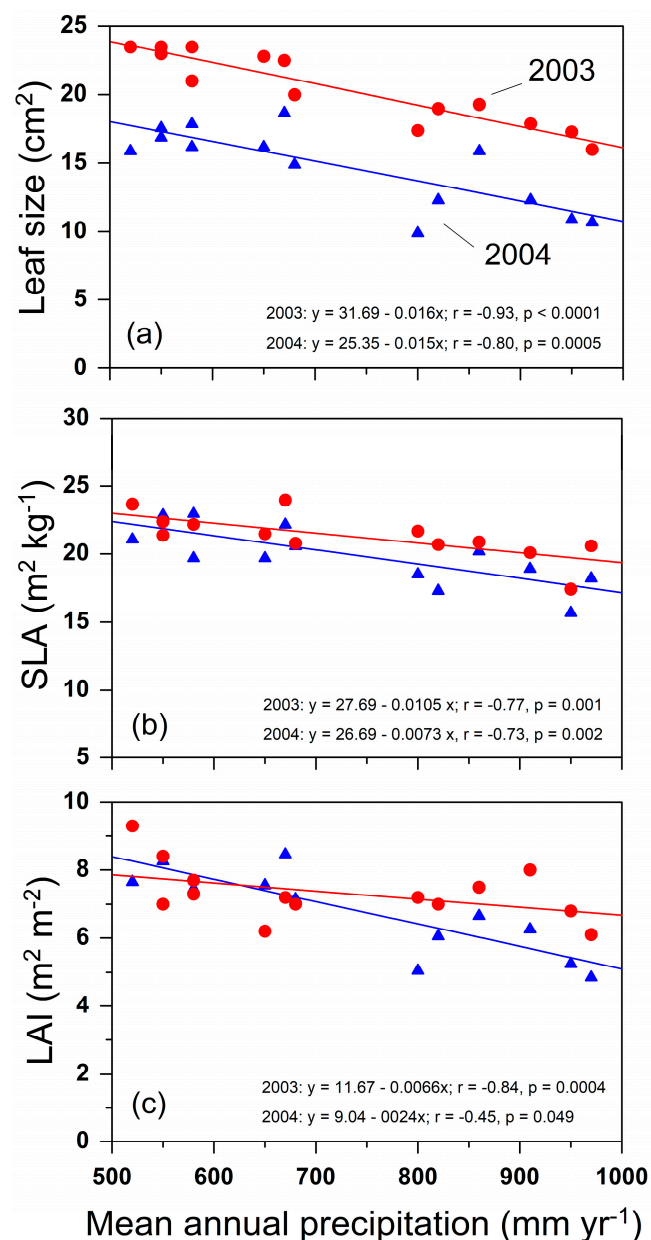 25
20
15
10
5
0
Leaf size (cm²)
2003
2004
(a)
2003: y = 31.69 - 0.016x; r = -0.93, p < 0.0001
2004: y = 25.35 - 0.015x; r = -0.80, p = 0.0005
30
25
20
15
10
5
SLA (m² kg⁻¹)
(b)
2003: y = 27.69 - 0.0105 x; r = -0.77, p = 0.001
2004: y = 26.69 - 0.0073 x, r = -0.73, p = 0.002
10
8
6
4
2
0
LAI (m² m⁻²)
(c)
2003: y = 11.67 - 0.0066x; r = -0.84, p = 0.0004
2004: y = 9.04 - 0024x; r = -0.45, p = 0.049
500 600 700 800 900 1000
Mean annual precipitation (mm yr⁻¹)